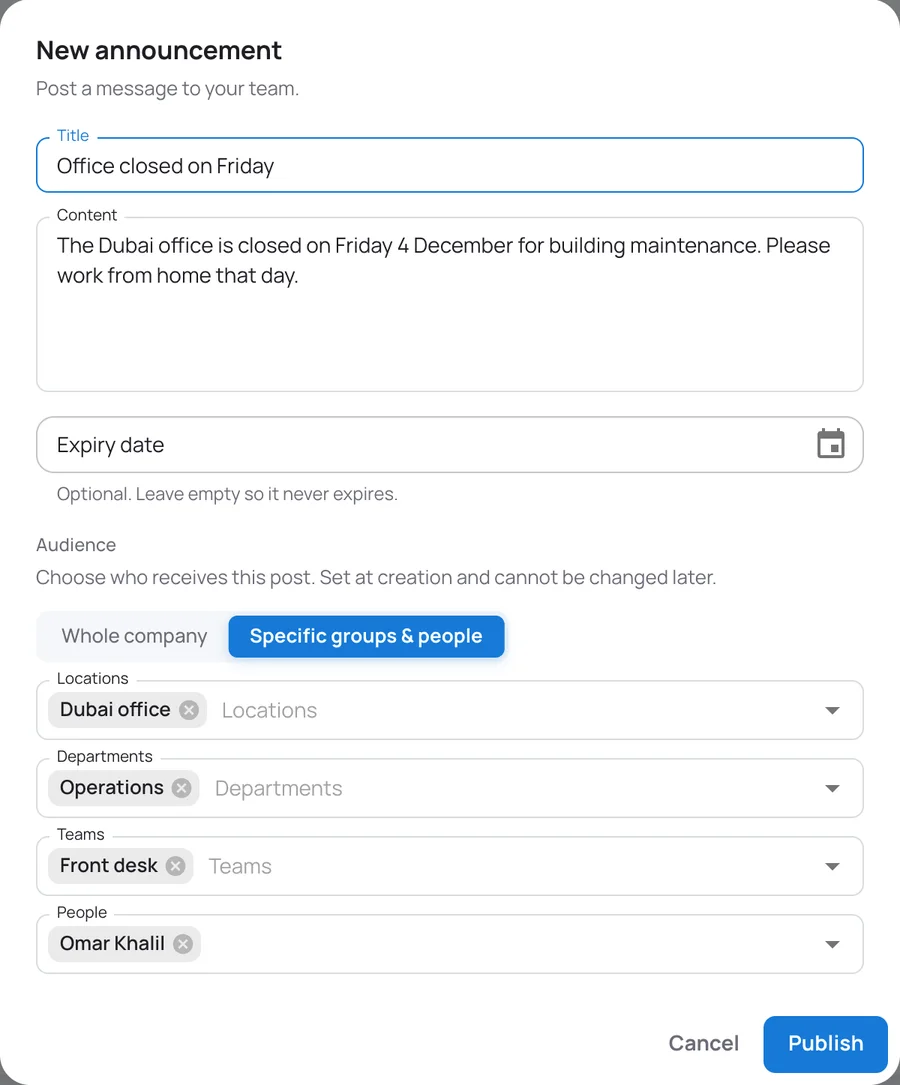 New announcement
Post a message to your team.
Title
Office closed on Friday
Content
The Dubai office is closed on Friday 4 December for building maintenance. Please
work from home that day.
Expiry date
Optional. Leave empty so it never expires.
Audience
Choose who receives this post. Set at creation and cannot be changed later.
Whole company Specific groups & people
Locations
Dubai office Locations
Departments
Operations Departments
Teams
Front desk Teams
People
Omar Khalil
Cancel Publish